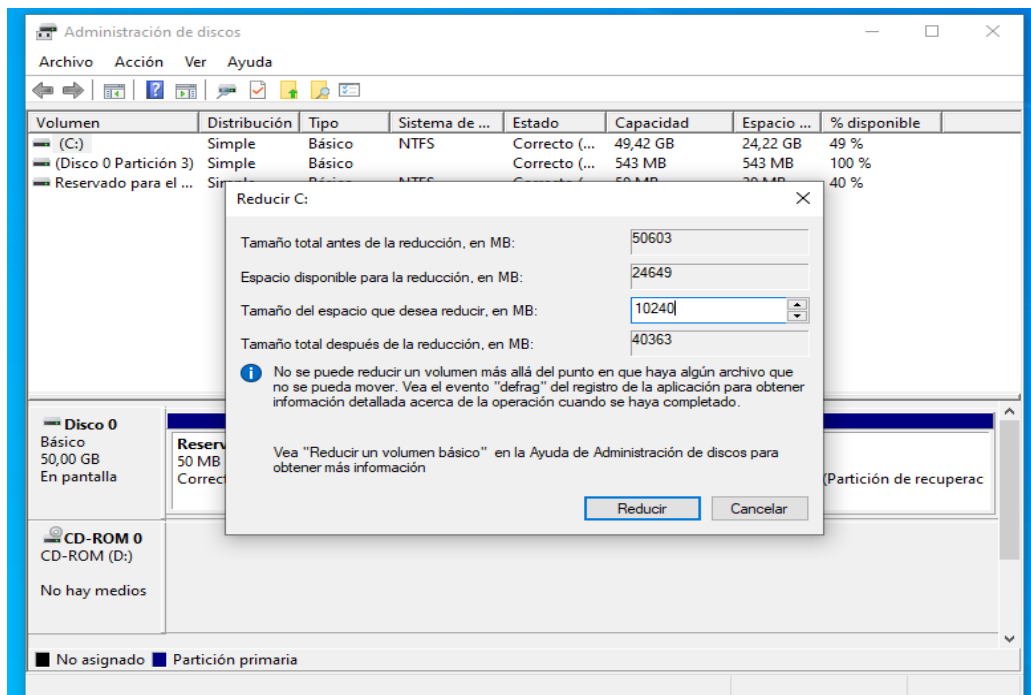 Administración de discos
Archivo Acción Ver Ayuda
Volumen Distribución Tipo Sistema de ... Estado Capacidad Espacio ... % disponible
(C:) Simple Básico NTFS Correcto (... 49,42 GB 24,22 GB 49 %
(Disco 0 Partición 3) Simple Básico Correcto (... 543 MB 543 MB 100 %
Reservado para el ... 40 %
Reducir C:
Tamaño total antes de la reducción, en MB: 50603
Espacio disponible para la reducción, en MB: 24649
Tamaño del espacio que desea reducir, en MB: 10240
Tamaño total después de la reducción, en MB: 40363
No se puede reducir un volumen más allá del punto en que haya algún archivo que
no se pueda mover. Vea el evento "defrag" del registro de la aplicación para obtener
información detallada acerca de la operación cuando se haya completado.
Vea "Reducir un volumen básico" en la Ayuda de Administración de discos para
obtener más información
Reducir Cancelar
Disco 0
Básico
50,00 GB
En pantalla
50 MB
(Partición de recuperac
CD-ROM 0
CD-ROM (D:)
No hay medios
No asignado Partición primaria